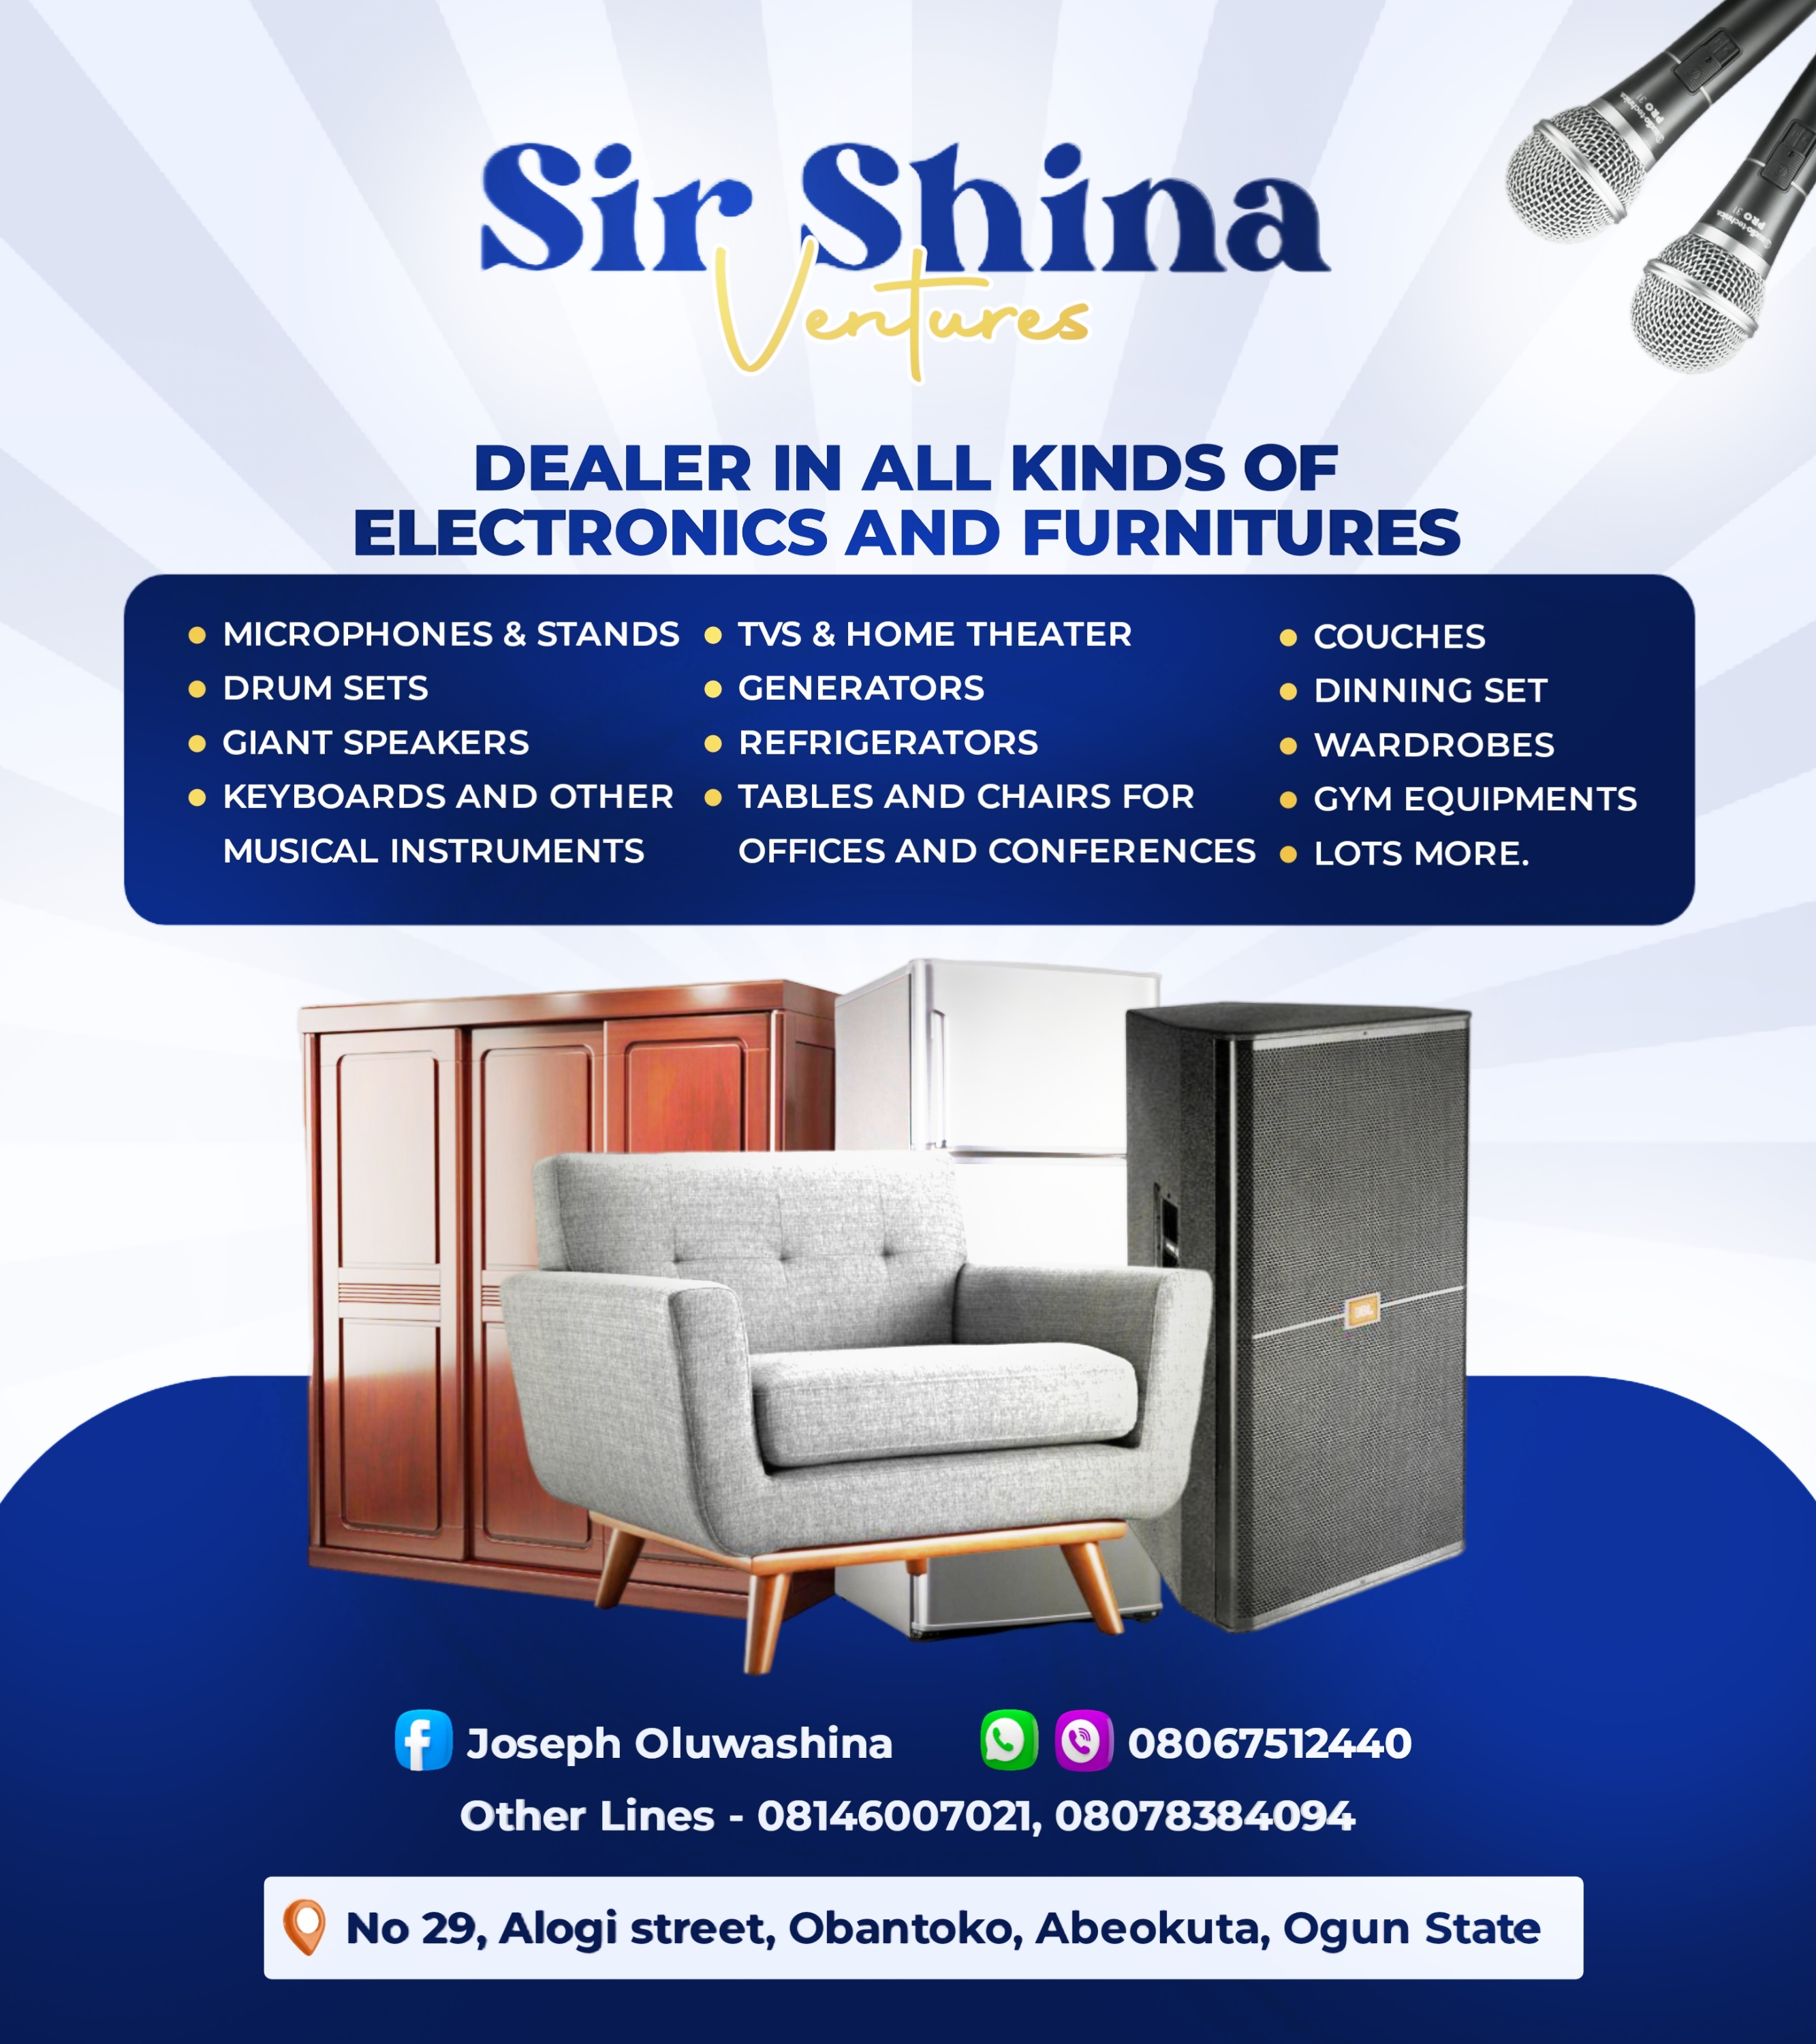 Sir Shina
Ventures
DEALER IN ALL KINDS OF
ELECTRONICS AND FURNITURES
MICROPHONES & STANDS
DRUM SETS
GIANT SPEAKERS
KEYBOARDS AND OTHER
MUSICAL INSTRUMENTS
TVS & HOME THEATER
GENERATORS
REFRIGERATORS
TABLES AND CHAIRS FOR
OFFICES AND CONFERENCES
COUCHES
DINNING SET
WARDROBES
GYM EQUIPMENTS
LOTS MORE.
JBL
Joseph Oluwashina
08067512440
Other Lines - 08146007021, 08078384094
No 29, Alogi street, Obantoko, Abeokuta, Ogun State